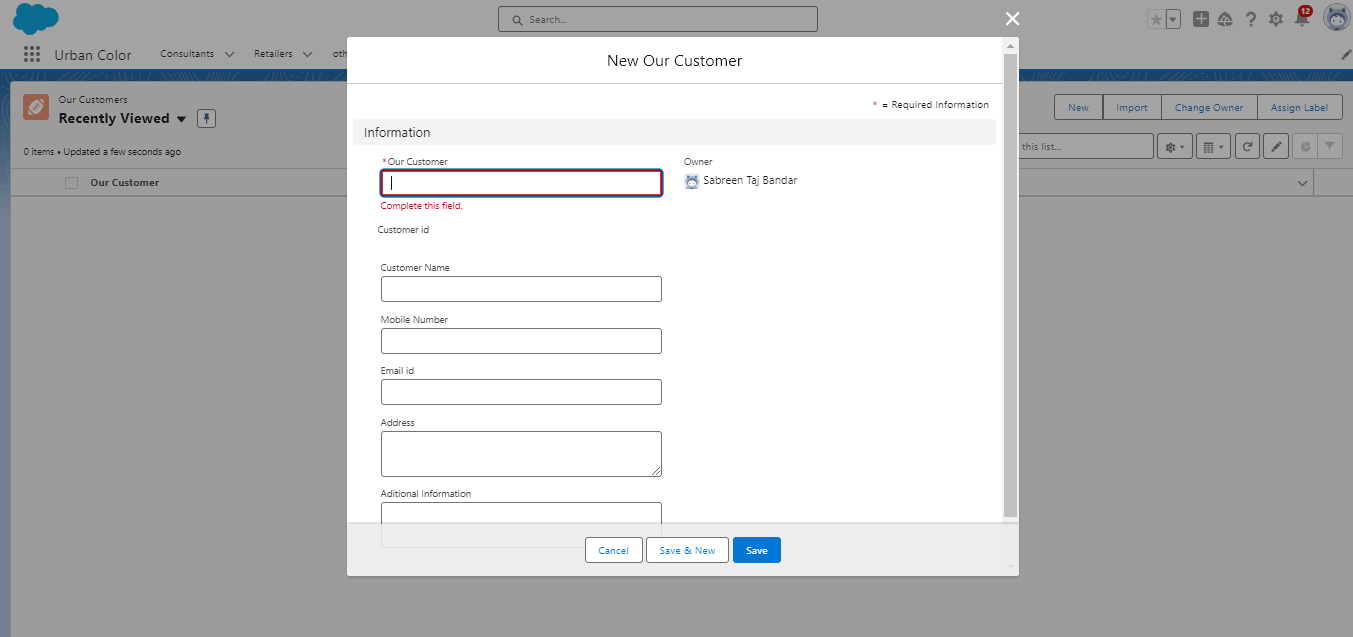 Search...
12
Urban Color
Consultants
Retailers
oth
New Our Customer
* = Required Information
Our Customers
Recently Viewed
New
Import
Change Owner
Assign Label
0 items • Updated a few seconds ago
this list...
Our Customer
Information
*Our Customer
Owner
Sabreen Taj Bandar
Complete this field.
Customer id
Customer Name
Mobile Number
Email id
Address
Aditional Information
Cancel
Save & New
Save